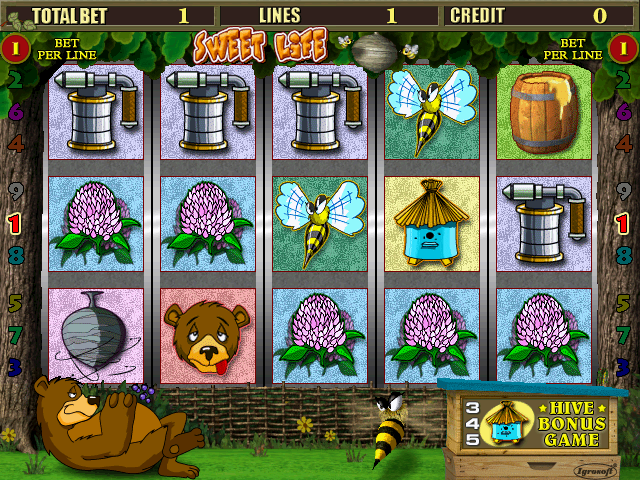 TOTAL BET 1 LINES 1 CREDIT 0
1 BET PER LINE SWEET LIFE BET PER LINE 1
2 2
6 6
4 4
9 9
1 1
8 8
5 5
7 7
3 3
3 HIVE
4 BONUS
5 GAME
Igrosoft